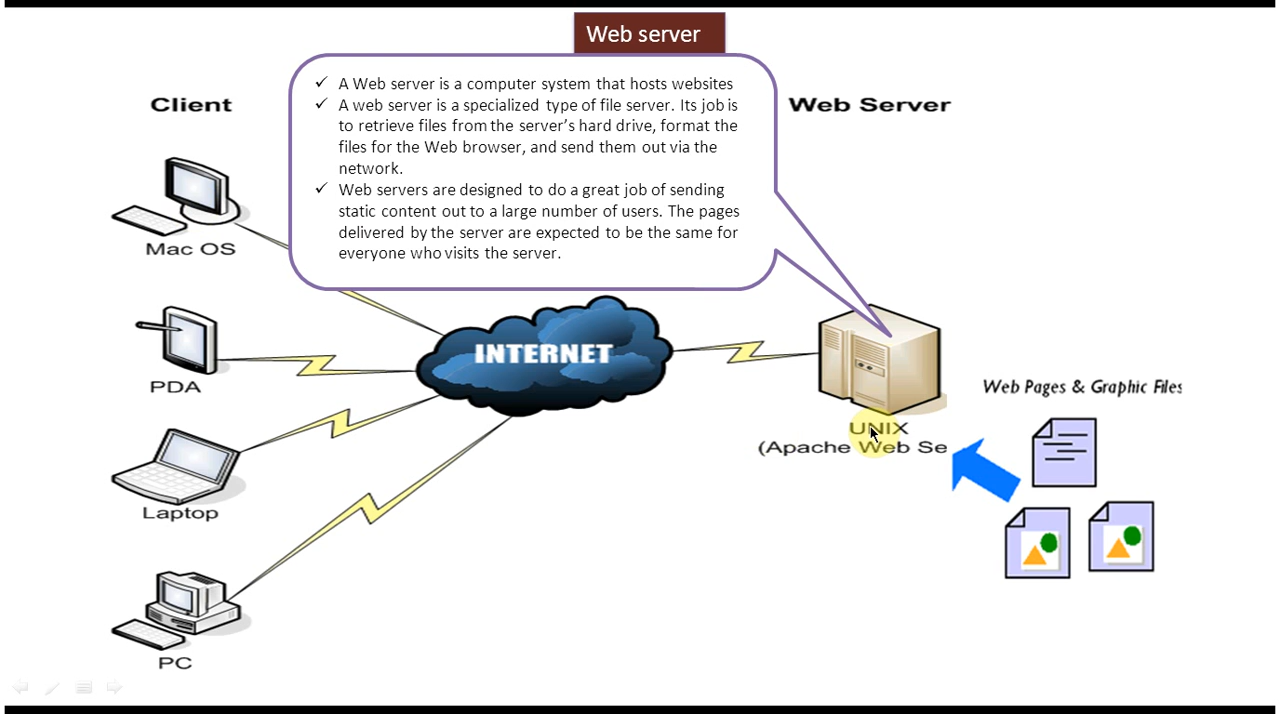 Web server
✓ A Web server is a computer system that hosts websites
✓ A web server is a specialized type of file server. Its job is
to retrieve files from the server's hard drive, format the
files for the Web browser, and send them out via the
network.
✓ Web servers are designed to do a great job of sending
static content out to a large number of users. The pages
delivered by the server are expected to be the same for
everyone who visits the server.
Client
Web Server
Mac OS
PDA
INTERNET
Laptop
PC
UNIX
(Apache Web Se
Web Pages & Graphic Files